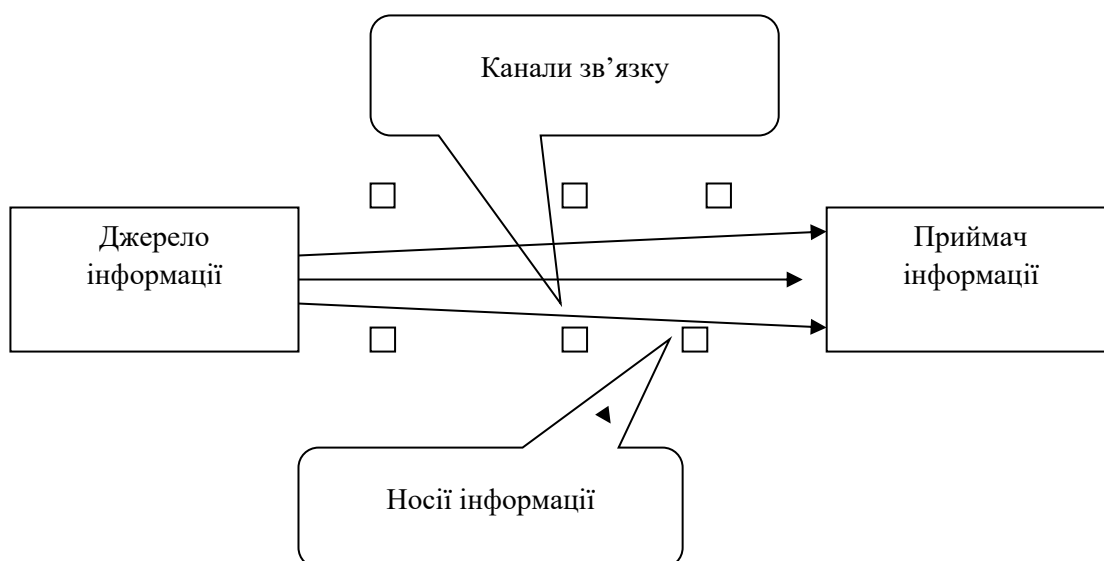 Канали зв’язку
Джерело
інформації
Приймач
інформації
Носії інформації